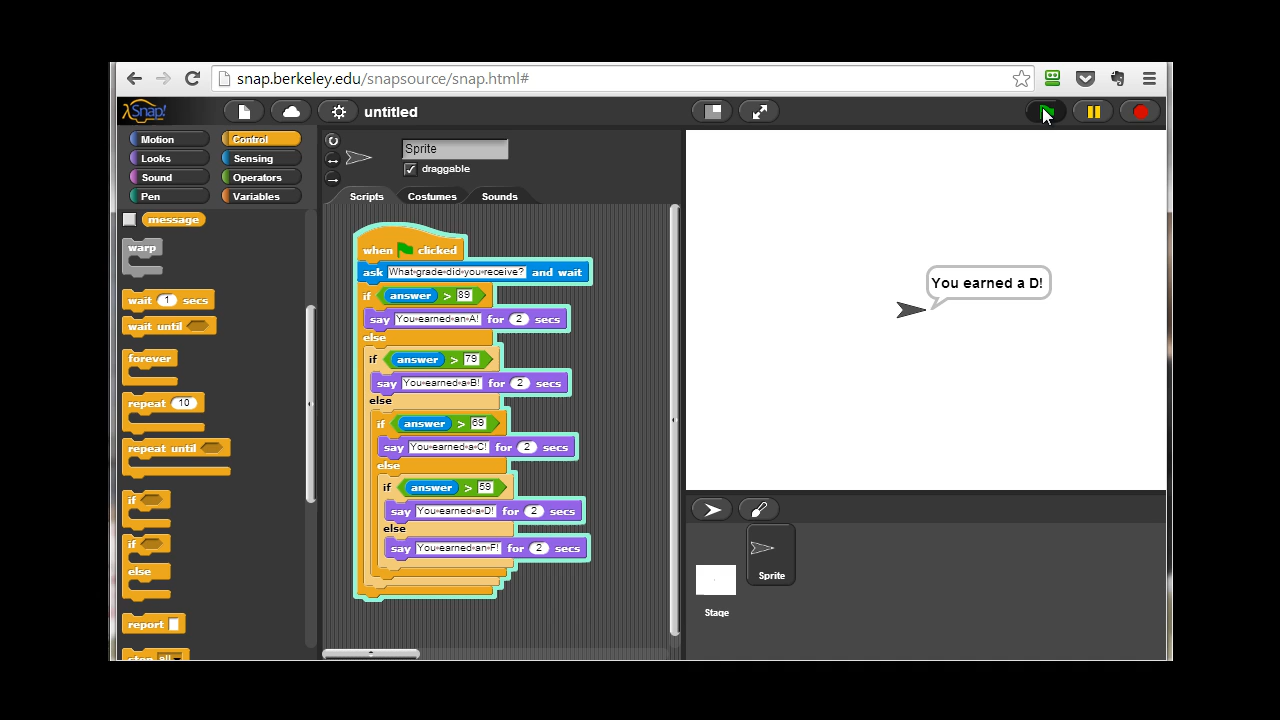 snap.berkeley.edu/snapsource/snap.html#
Snap!
untitled
Motion
Control
Looks
Sensing
Sound
Operators
Pen
Variables
message
warp
wait 1 secs
wait until
forever
repeat 10
repeat until
if
if
else
report
Sprite
draggable
Scripts
Costumes
Sounds
when clicked
ask What grade did you receive? and wait
if answer > 89
say You earned an A! for 2 secs
else
if answer > 79
say You earned a B! for 2 secs
else
if answer > 69
say You earned a C! for 2 secs
else
if answer > 59
say You earned a D! for 2 secs
else
say You earned an F! for 2 secs
You earned a D!
Stage
Sprite